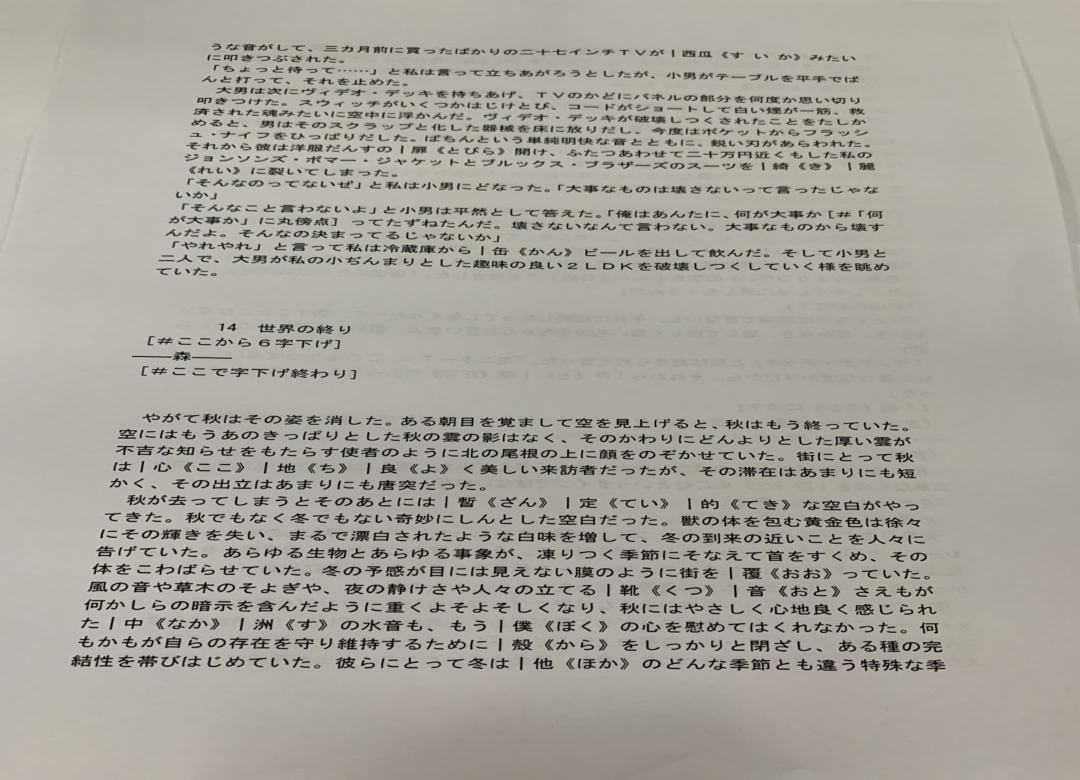 うな音がして、三カ月前に買ったばかりの二十七インチＴＶが｜西瓜《す い か》みたい
に叩きつぶされた。
「ちょっと待って……」と私は言って立ちあがろうとしたが、小男がテーブルを平手でば
んと打って、それを止めた。
大男は次にヴィデオ・デッキを持ちあげ、ＴＶのかどにパネルの部分を何度か思い切り
叩きつけた。スウィッチがいくつかはじけとび、コードがショートして白い煙が一筋、救
済された魂みたいに空中に浮かんだ。ヴィデオ・デッキが破壊しつくされたことをたしか
めると、男はそのスクラップと化した器械を床に放りだし、今度はポケットからフラッシ
ュ・ナイフをひっぱりだした。ぱちんという単純明快な音とともに、鋭い刃があらわれた。
それから彼は洋服だんすの｜扉《とびら》開け、ふたつあわせて二十万円近くもした私の
ジョンソンズ・ボマー・ジャケットとブルックス・ブラザーズのスーツを｜綺《き》｜麗
《れい》に裂いてしまった。
「そんなのってないぜ」と私は小男にどなった。「大事なものは壊さないって言ったじゃな
いか」
「そんなこと言わないよ」と小男は平然として答えた。「俺はあんたに、何が大事か［＃「何
が大事か」に丸傍点］ってたずねたんだ。壊さないなんて言わない。大事なものから壊す
んだよ。そんなの決まってるじゃないか」
「やれやれ」と言って私は冷蔵庫から｜缶《かん》ビールを出して飲んだ。そして小男と
二人で、大男が私の小ぢんまりとした趣味の良い２ＬＤＫを破壊しつくしていく様を眺め
ていた。
14　世界の終り
［＃ここから６字下げ］
――森――
［＃ここで字下げ終わり］
やがて秋はその姿を消した。ある朝目を覚まして空を見上げると、秋はもう終っていた。
空にはもうあのきっぱりとした秋の雲の影はなく、そのかわりにどんよりとした厚い雲が
不吉な知らせをもたらす使者のように北の尾根の上に顔をのぞかせていた。街にとって秋
は｜心《ここ》｜地《ち》｜良《よ》く美しい来訪者だったが、その滞在はあまりにも短
かく、その出立はあまりにも唐突だった。
秋が去ってしまうとそのあとには｜暫《ざん》｜定《てい》｜的《てき》な空白がやっ
てきた。秋でもなく冬でもない奇妙にしんとした空白だった。獣の体を包む黄金色は徐々
にその輝きを失い、まるで漂白されたような白味を増して、冬の到来の近いことを人々に
告げていた。あらゆる生物とあらゆる事象が、凍りつく季節にそなえて首をすくめ、その
体をこわばらせていた。冬の予感が目には見えない膜のように街を｜覆《おお》っていた。
風の音や草木のそよぎや、夜の静けさや人々の立てる｜靴《くつ》｜音《おと》さえもが
何かしらの暗示を含んだように重くよそよそしくなり、秋にはやさしく心地良く感じられ
た｜中《なか》｜洲《す》の水音も、もう｜僕《ぼく》の心を慰めてはくれなかった。何
もかもが自らの存在を守り維持するために｜殻《から》をしっかりと閉ざし、ある種の完
結性を帯びはじめていた。彼らにとって冬は｜他《ほか》のどんな季節とも違う特殊な季